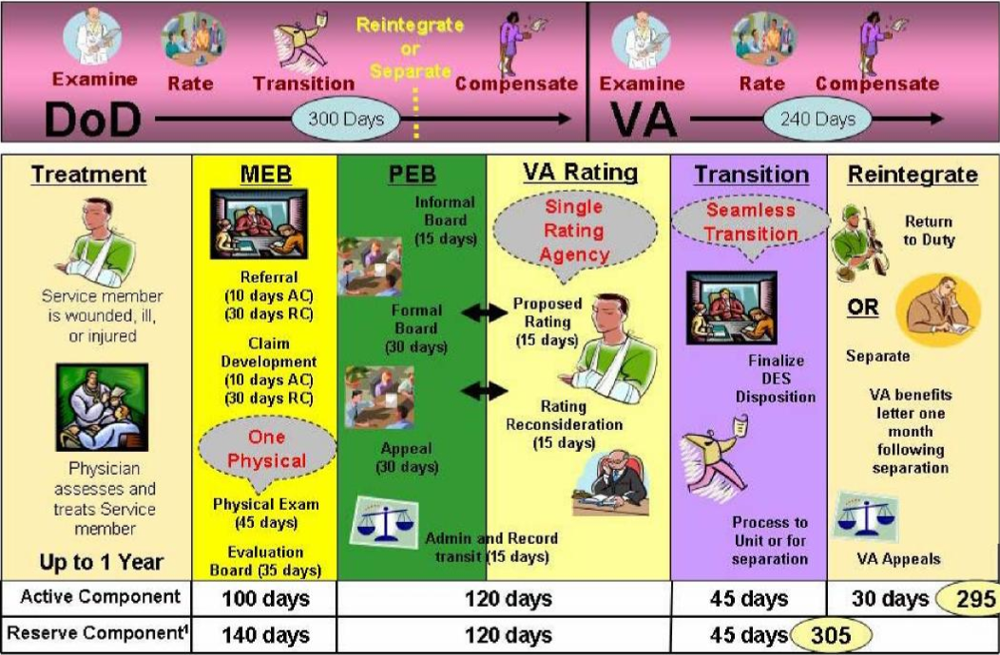 Examine
Rate
Transition
Reintegrate
or
Separate
Compensate
DoD
300 Days
Examine
Rate
Compensate
VA
240 Days
Treatment
Service member
is wounded, ill,
or injured
Physician
assesses and
treats Service
member
Up to 1 Year
MEB
Referral
(10 days AC)
(30 days RC)
Claim
Development
(10 days AC)
(30 days RC)
One
Physical
Physical Exam
(45 days)
Evaluation
Board (35 days)
PEB
Informal
Board
(15 days)
Formal
Board
(30 days)
Appeal
(30 days)
Admin and Record
transit (15 days)
VA Rating
Single
Rating
Agency
Proposed
Rating
(15 days)
Rating
Reconsideration
(15 days)
Transition
Seamless
Transition
Finalize
DES
Disposition
Process to
Unit or for
separation
Reintegrate
Return
to Duty
OR
Separate
VA benefits
letter one
month
following
separation
VA Appeals
Active Component 100 days 120 days 45 days 30 days 295
Reserve Component¹ 140 days 120 days 45 days 305